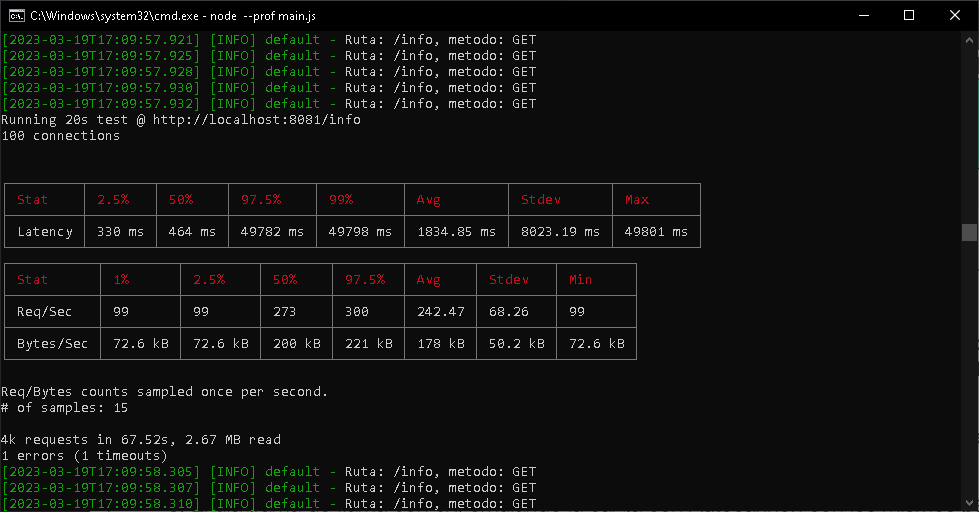 C:\Windows\system32\cmd.exe - node --prof main.js
[2023-03-19T17:09:57.921] [INFO] default - Ruta: /info, metodo: GET
[2023-03-19T17:09:57.925] [INFO] default - Ruta: /info, metodo: GET
[2023-03-19T17:09:57.928] [INFO] default - Ruta: /info, metodo: GET
[2023-03-19T17:09:57.930] [INFO] default - Ruta: /info, metodo: GET
[2023-03-19T17:09:57.932] [INFO] default - Ruta: /info, metodo: GET
Running 20s test @ http://localhost:8081/info
100 connections
Stat 2.5% 50% 97.5% 99% Avg Stdev Max
Latency 330 ms 464 ms 49782 ms 49798 ms 1834.85 ms 8023.19 ms 49801 ms
Stat 1% 2.5% 50% 97.5% Avg Stdev Min
Req/Sec 99 99 273 300 242.47 68.26 99
Bytes/Sec 72.6 kB 72.6 kB 200 kB 221 kB 178 kB 50.2 kB 72.6 kB
Req/Bytes counts sampled once per second.
# of samples: 15
4k requests in 67.52s, 2.67 MB read
1 errors (1 timeouts)
[2023-03-19T17:09:58.305] [INFO] default - Ruta: /info, metodo: GET
[2023-03-19T17:09:58.307] [INFO] default - Ruta: /info, metodo: GET
[2023-03-19T17:09:58.310] [INFO] default - Ruta: /info, metodo: GET